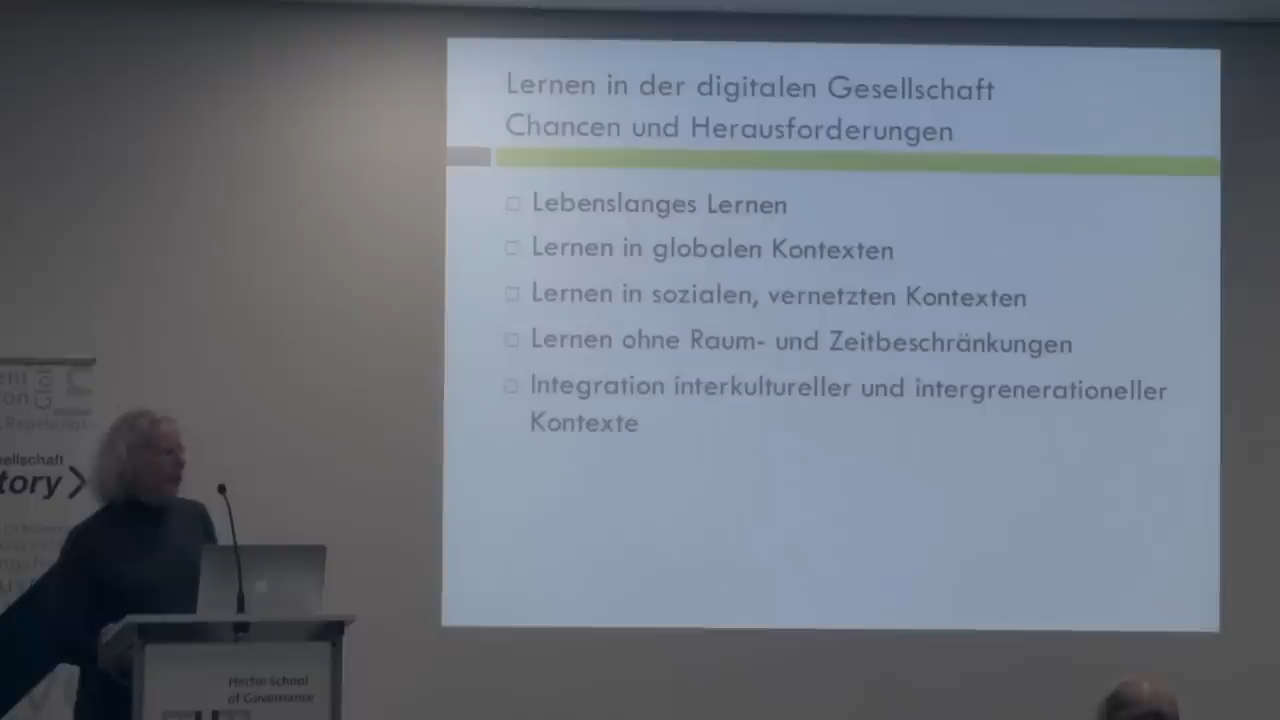 Lernen in der digitalen Gesellschaft
Chancen und Herausforderungen
Lebenslanges Lernen
Lernen in globalen Kontexten
Lernen in sozialen, vernetzten Kontexten
Lernen ohne Raum- und Zeitbeschränkungen
Integration interkultureller und intergrenerationeller
Kontexte
ellschaft
tory
Hertie School
of Governance